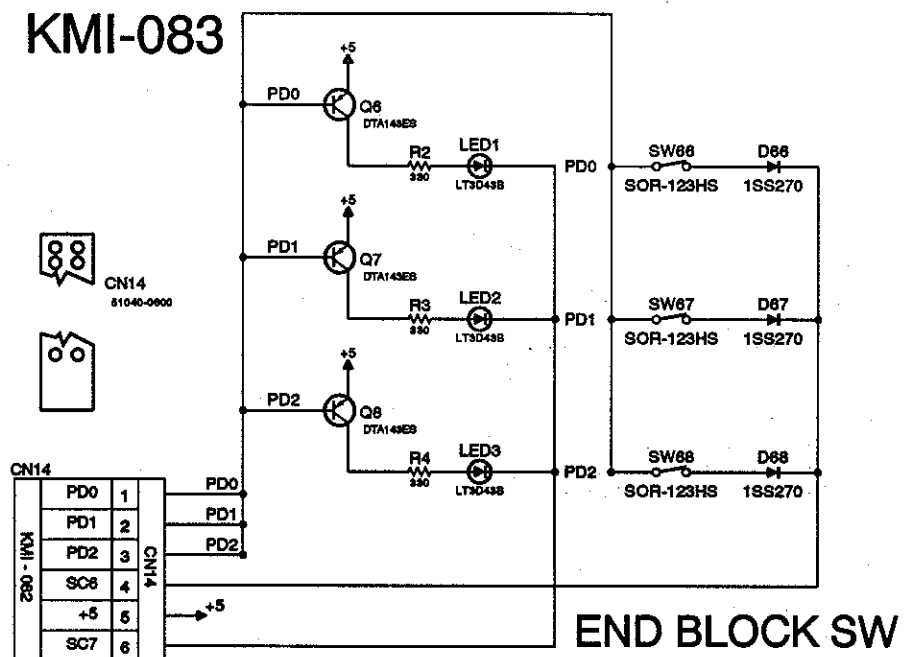 KMI-083
+5
PD0
Q6
DTA143ES
R2
330
LED1
LT3D43B
PD0
SW66
SOR-123HS
D66
1SS270
+5
PD1
Q7
DTA143ES
R3
330
LED2
LT3D43B
PD1
SW67
SOR-123HS
D67
1SS270
CN14
51040-0600
+5
PD2
Q8
DTA143ES
R4
330
LED3
LT3D43B
PD2
SW68
SOR-123HS
D68
1SS270
CN14
KMI - 082
PD0 1
PD1 2
PD2 3
SC6 4
+5 5
SC7 6
CN14
PD0
PD1
PD2
+5
END BLOCK SW